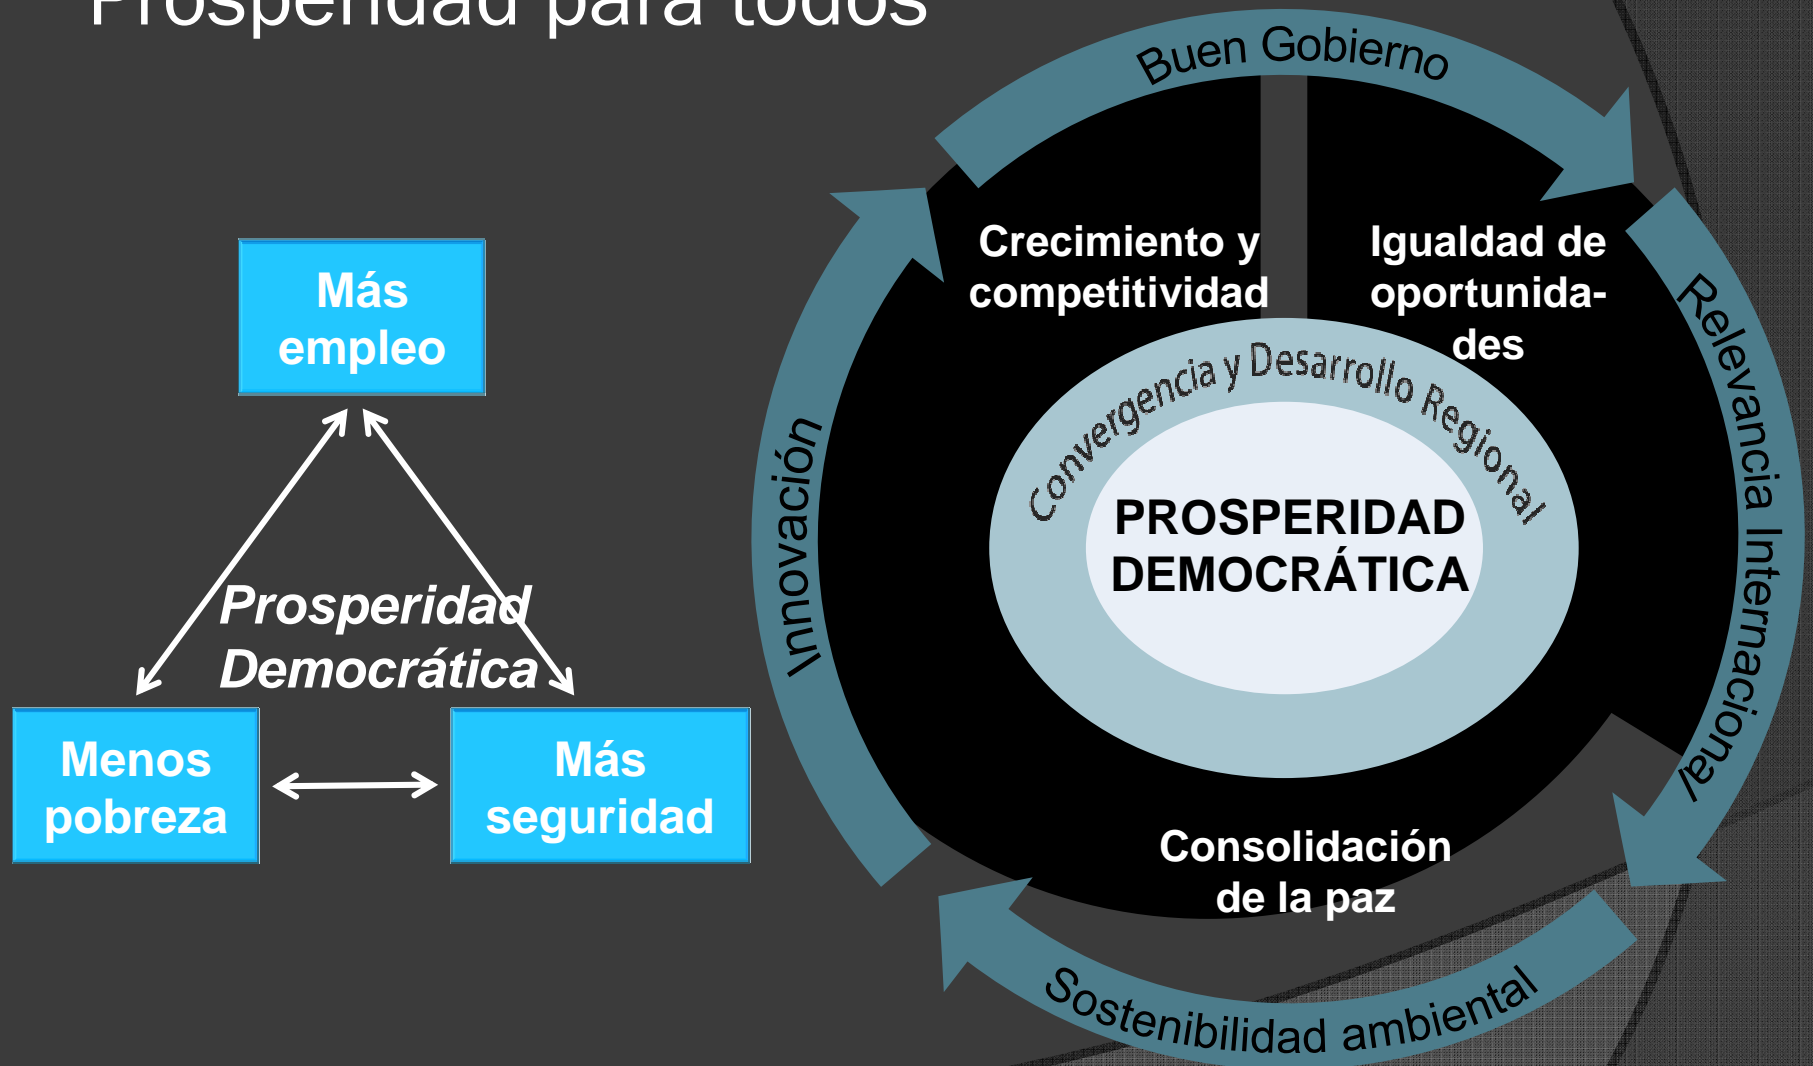 Prosperidad para todos
Más
empleo
Prosperidad
Democrática
Menos
pobreza
Más
seguridad
Buen Gobierno
Relevancia Internacional
Sostenibilidad ambiental
Innovación
Crecimiento y
competitividad
Igualdad de
oportunida-
des
Convergencia y Desarrollo Regional
PROSPERIDAD
DEMOCRÁTICA
Consolidación
de la paz